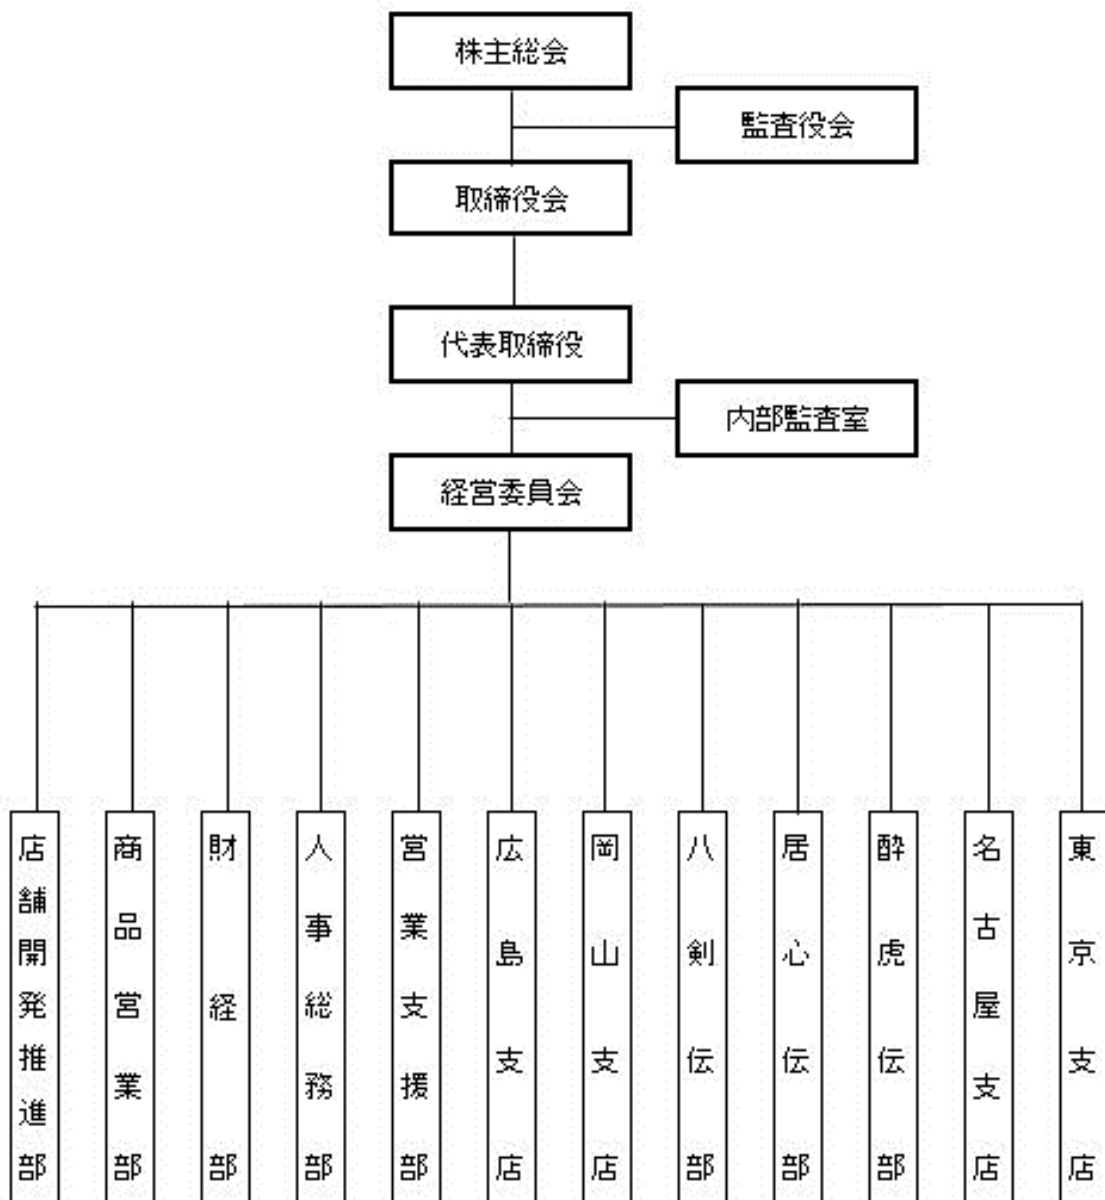 株主総会
監査役会
取締役会
代表取締役
内部監査室
経営委員会
店舗開発推進部
商品営業部
財経部
人事総務部
営業支援部
広島支店
岡山支店
八剣伝部
居心伝部
酔虎伝部
名古屋支店
東京支店